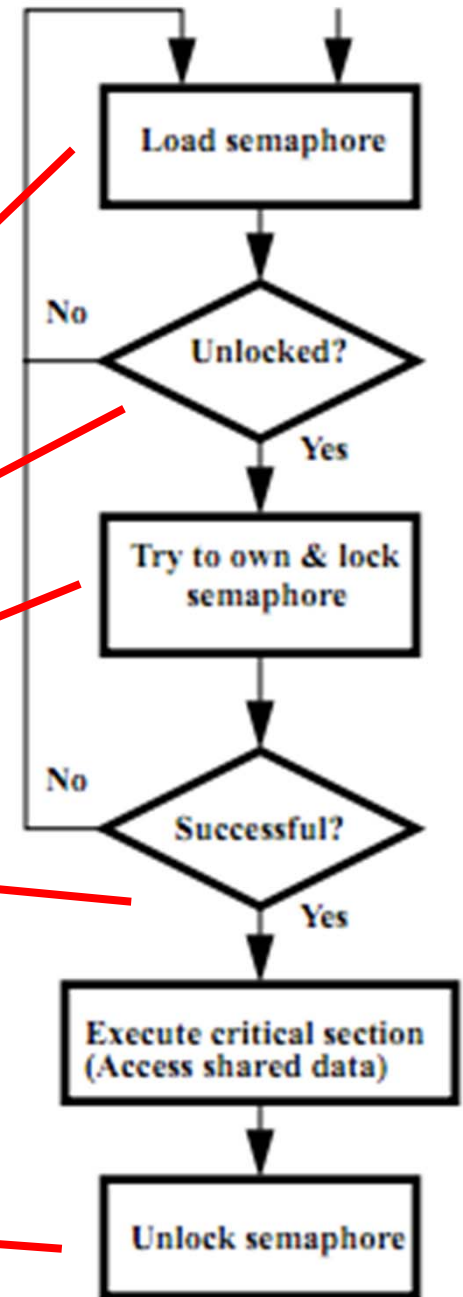 Load semaphore
No
Unlocked?
Yes
Try to own & lock
semaphore
No
Successful?
Yes
Execute critical section
(Access shared data)
Unlock semaphore